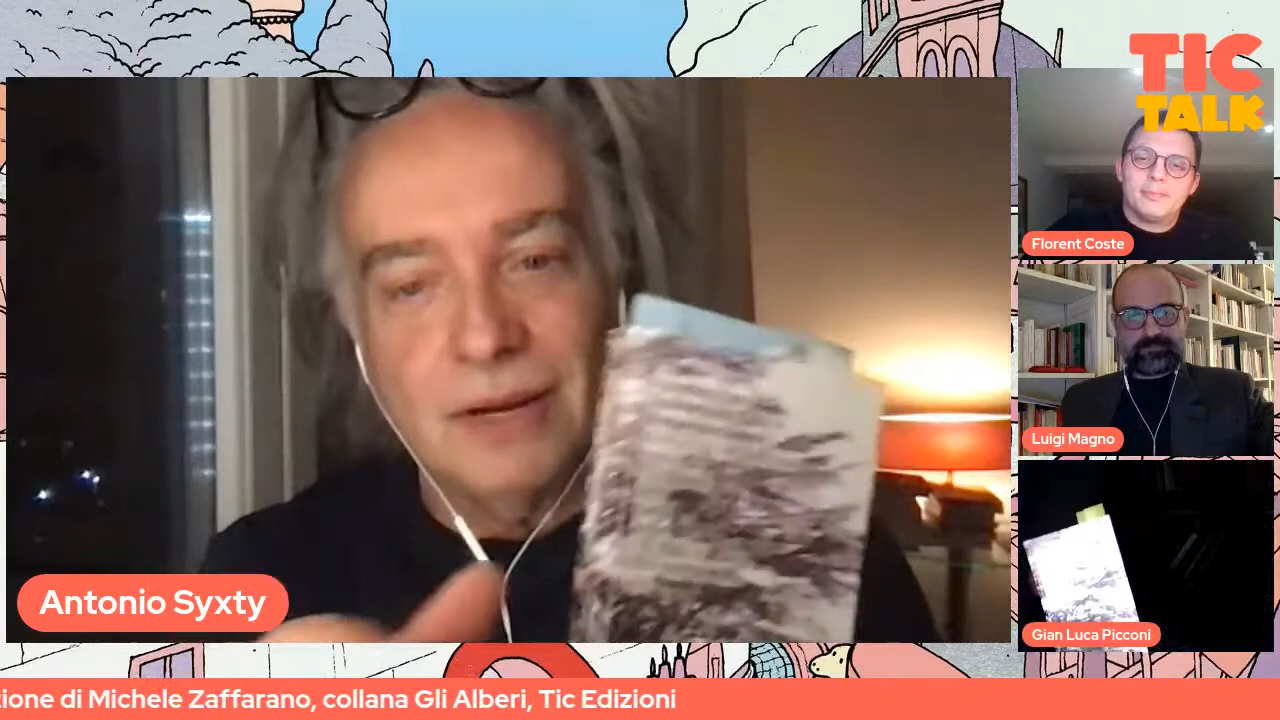 TIC
TALK
Florent Coste
Luigi Magno
Antonio Syxty
Gian Luca Picconi
zione di Michele Zaffarano, collana Gli Alberi, Tic Edizioni